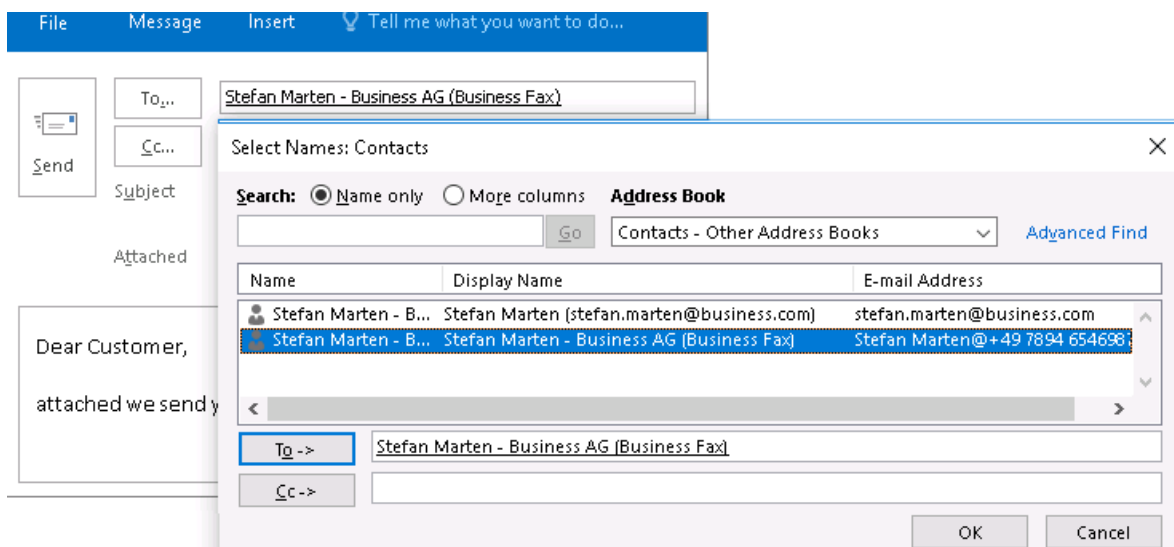 File Message Insert Tell me what you want to do...
To... Stefan Marten - Business AG (Business Fax)
Cc...
Send
Subject
Attached
Dear Customer,
attached we send y
Select Names: Contacts
Search: Name only More columns Address Book
Go Contacts - Other Address Books Advanced Find
Name Display Name E-mail Address
Stefan Marten - B... Stefan Marten (stefan.marten@business.com) stefan.marten@business.com
Stefan Marten - B... Stefan Marten - Business AG (Business Fax) Stefan Marten@+49 7894 654698
To -> Stefan Marten - Business AG (Business Fax)
Cc ->
OK Cancel